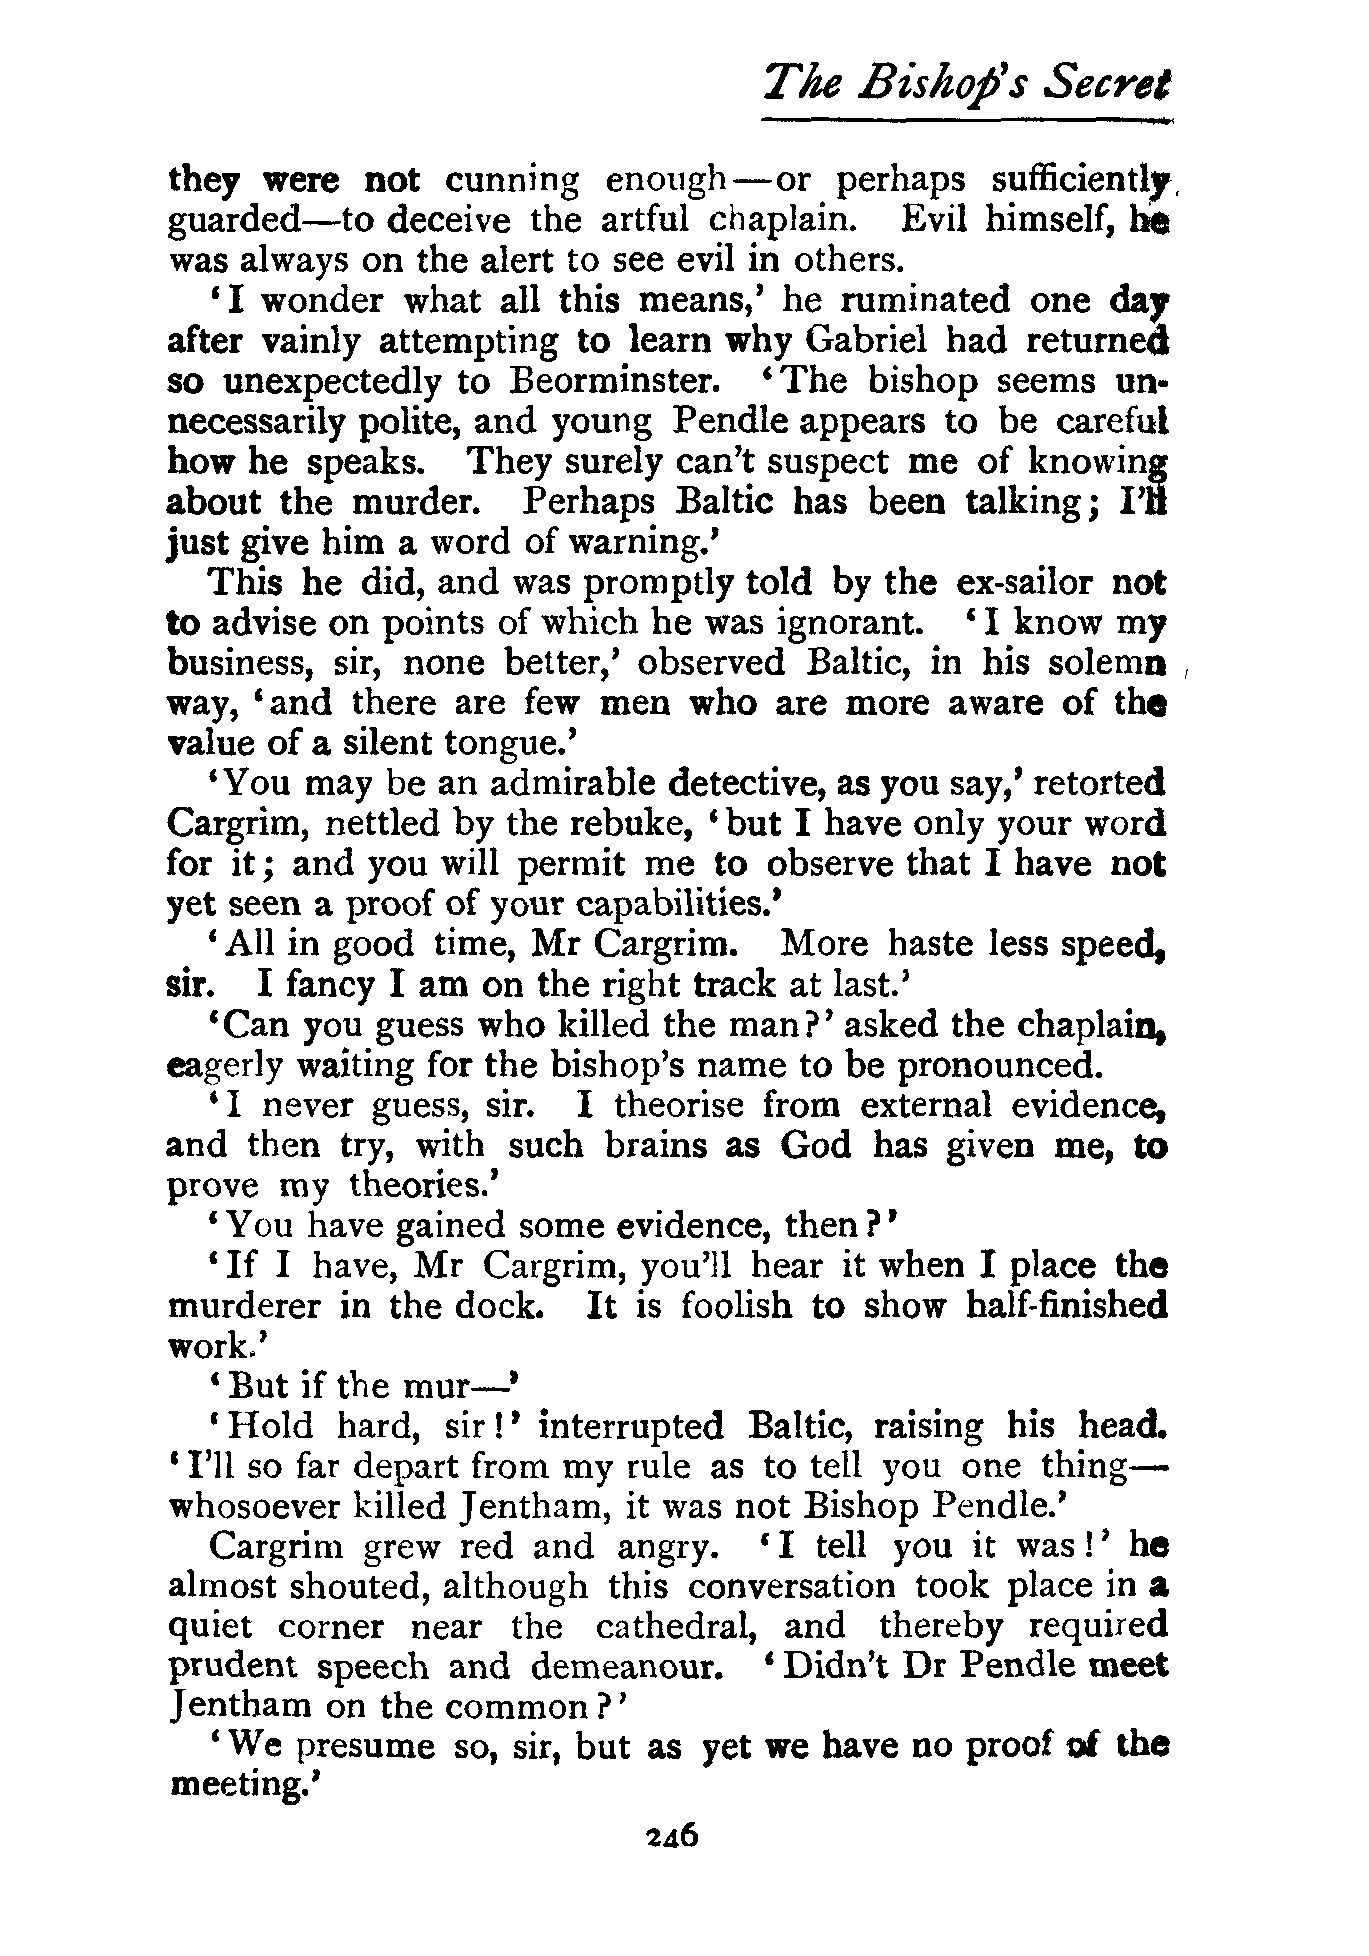 The Bishop's Secret
they were not cunning enough—or perhaps sufficiently
guarded—to deceive the artful chaplain. Evil himself, he
was always on the alert to see evil in others.
'I wonder what all this means,' he ruminated one day
after vainly attempting to learn why Gabriel had returned
so unexpectedly to Beorminster. 'The bishop seems un-
necessarily polite, and young Pendle appears to be careful
how he speaks. They surely can't suspect me of knowing
about the murder. Perhaps Baltic has been talking; I'll
just give him a word of warning.'
This he did, and was promptly told by the ex-sailor not
to advise on points of which he was ignorant. 'I know my
business, sir, none better,' observed Baltic, in his solemn
way, 'and there are few men who are more aware of the
value of a silent tongue.'
'You may be an admirable detective, as you say,' retorted
Cargrim, nettled by the rebuke, 'but I have only your word
for it; and you will permit me to observe that I have not
yet seen a proof of your capabilities.'
'All in good time, Mr Cargrim. More haste less speed,
sir. I fancy I am on the right track at last.'
'Can you guess who killed the man?' asked the chaplain,
eagerly waiting for the bishop's name to be pronounced.
'I never guess, sir. I theorise from external evidence,
and then try, with such brains as God has given me, to
prove my theories.'
'You have gained some evidence, then?'
'If I have, Mr Cargrim, you'll hear it when I place the
murderer in the dock. It is foolish to show half-finished
work.'
'But if the mur—'
'Hold hard, sir!' interrupted Baltic, raising his head.
'I'll so far depart from my rule as to tell you one thing—
whosoever killed Jentham, it was not Bishop Pendle.'
Cargrim grew red and angry. 'I tell you it was!' he
almost shouted, although this conversation took place in a
quiet corner near the cathedral, and thereby required
prudent speech and demeanour. 'Didn't Dr Pendle meet
Jentham on the common?'
'We presume so, sir, but as yet we have no proof of the
meeting.'
246